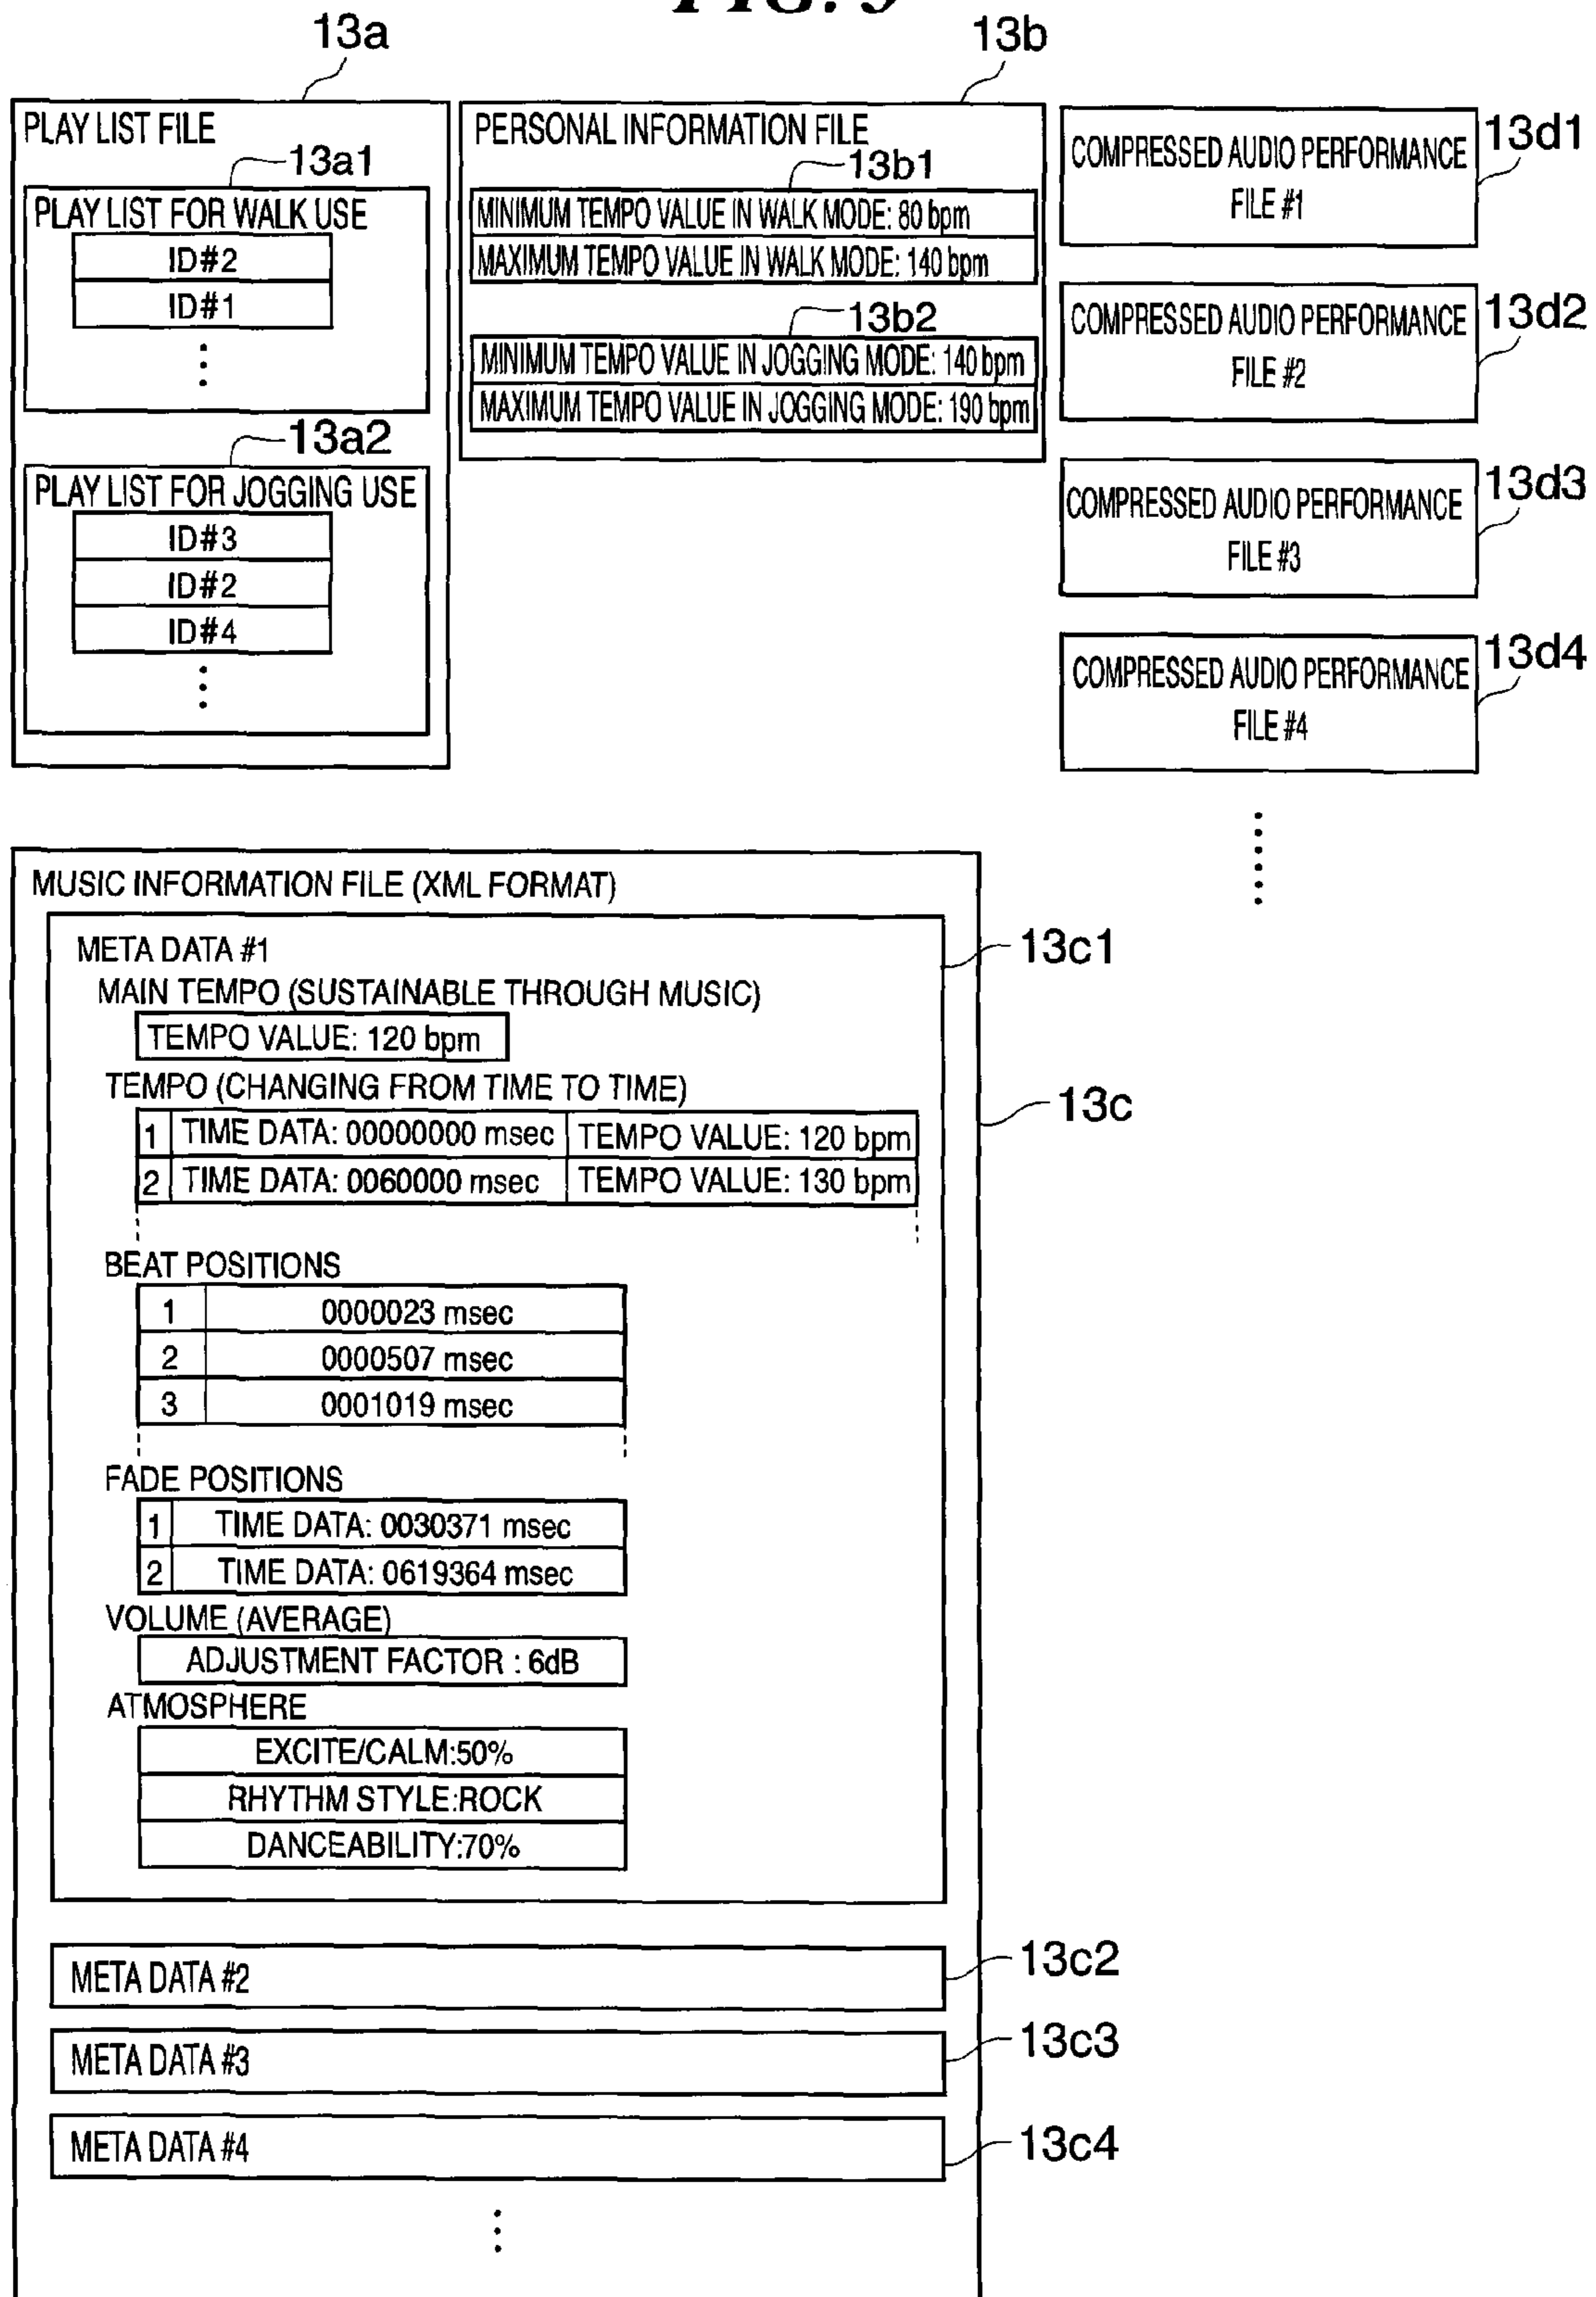 13a
PLAY LIST FILE
13a1
PLAY LIST FOR WALK USE
ID#2
ID#1
13a2
PLAY LIST FOR JOGGING USE
ID#3
ID#2
ID#4
13b
PERSONAL INFORMATION FILE
13b1
MINIMUM TEMPO VALUE IN WALK MODE: 80 bpm
MAXIMUM TEMPO VALUE IN WALK MODE: 140 bpm
13b2
MINIMUM TEMPO VALUE IN JOGGING MODE: 140 bpm
MAXIMUM TEMPO VALUE IN JOGGING MODE: 190 bpm
13d1
COMPRESSED AUDIO PERFORMANCE
FILE #1
13d2
COMPRESSED AUDIO PERFORMANCE
FILE #2
13d3
COMPRESSED AUDIO PERFORMANCE
FILE #3
13d4
COMPRESSED AUDIO PERFORMANCE
FILE #4
MUSIC INFORMATION FILE (XML FORMAT)
META DATA #1
13c1
MAIN TEMPO (SUSTAINABLE THROUGH MUSIC)
TEMPO VALUE: 120 bpm
TEMPO (CHANGING FROM TIME TO TIME)
13c
1 TIME DATA: 00000000 msec TEMPO VALUE: 120 bpm
2 TIME DATA: 0060000 msec TEMPO VALUE: 130 bpm
BEAT POSITIONS
1 0000023 msec
2 0000507 msec
3 0001019 msec
FADE POSITIONS
1 TIME DATA: 0030371 msec
2 TIME DATA: 0619364 msec
VOLUME (AVERAGE)
ADJUSTMENT FACTOR : 6dB
ATMOSPHERE
EXCITE/CALM:50%
RHYTHM STYLE:ROCK
DANCEABILITY:70%
META DATA #2
13c2
META DATA #3
13c3
META DATA #4
13c4